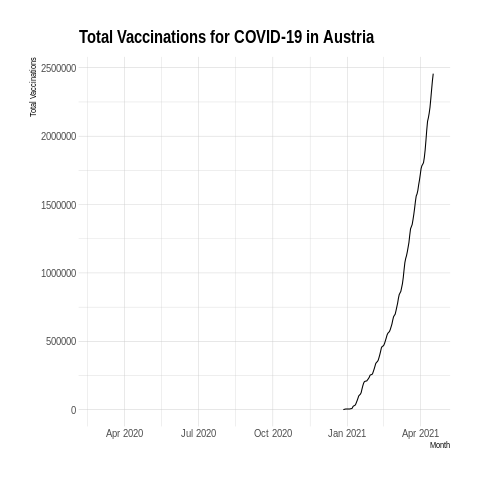 Total Vaccinations for COVID-19 in Austria
Total Vaccinations
2500000
2000000
1500000
1000000
500000
0
Apr 2020 Jul 2020 Oct 2020 Jan 2021 Apr 2021
Month